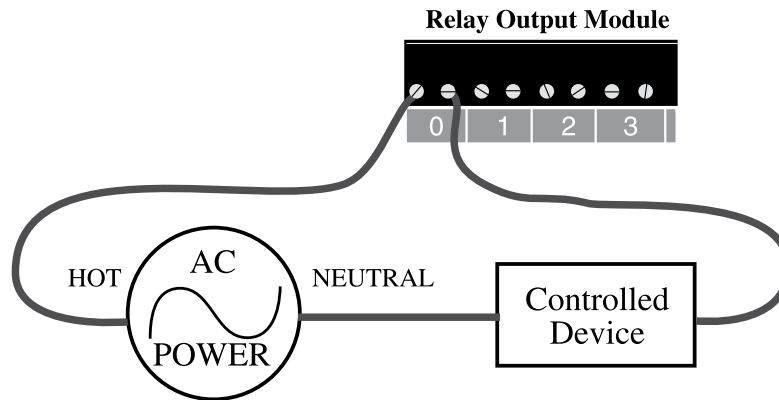 Relay Output Module
0 1 2 3
AC
HOT
NEUTRAL
POWER
Controlled
Device